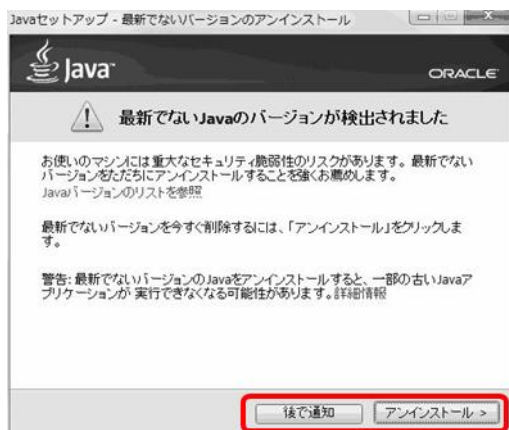 Javaセットアップ - 最新でないバージョンのアンインストール
Java™
ORACLE
最新でないJavaのバージョンが検出されました
お使いのマシンには重大なセキュリティ脆弱性のリスクがあります。最新でない
バージョンをただちにアンインストールすることを強くお薦めします。
Javaバージョンのリストを参照
最新でないバージョンを今すぐ削除するには、「アンインストール」をクリックしま
す。
警告: 最新でないバージョンのJavaをアンインストールすると、一部の古いJavaア
プリケーションが 実行できなくなる可能性があります。詳細情報
後で通知
アンインストール >